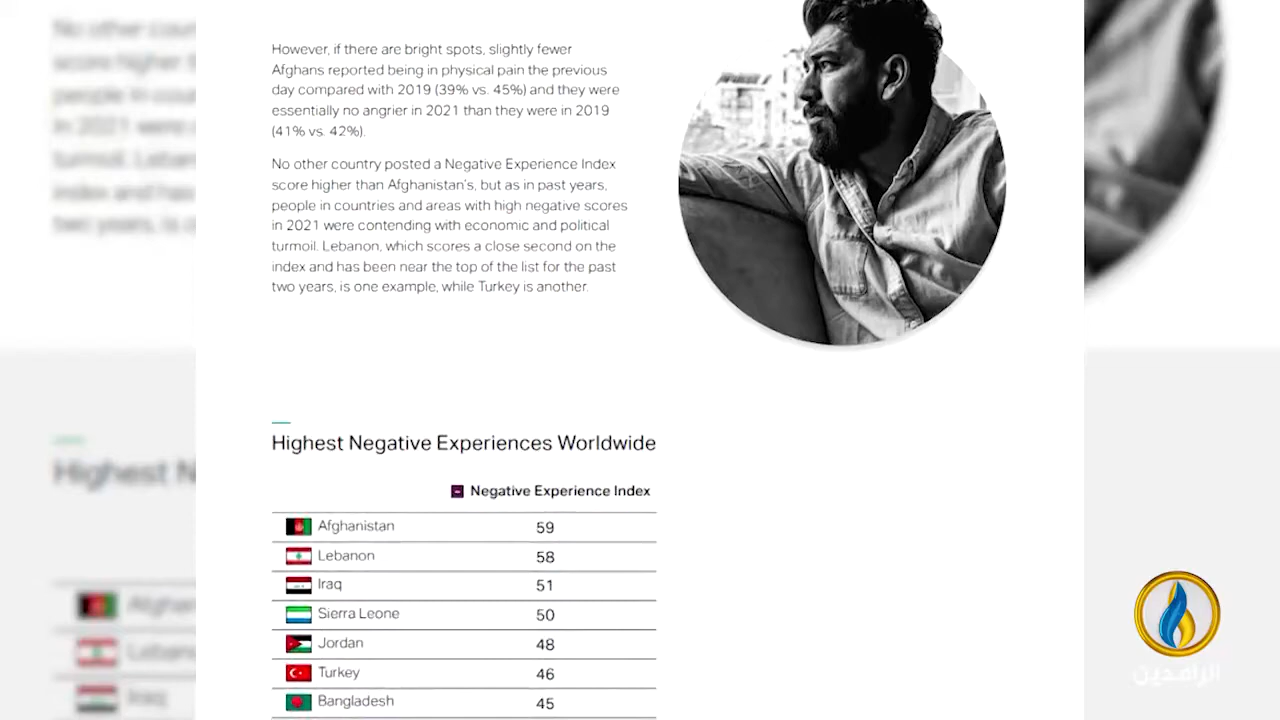 However, if there are bright spots, slightly fewer
Afghans reported being in physical pain the previous
day compared with 2019 (39% vs. 45%) and they were
essentially no angrier in 2021 than they were in 2019
(41% vs. 42%).
No other country posted a Negative Experience Index
score higher than Afghanistan's, but as in past years,
people in countries and areas with high negative scores
in 2021 were contending with economic and political
turmoil. Lebanon, which scores a close second on the
index and has been near the top of the list for the past
two years, is one example, while Turkey is another.
Highest Negative Experiences Worldwide
Negative Experience Index
Afghanistan 59
Lebanon 58
Iraq 51
Sierra Leone 50
Jordan 48
Turkey 46
Bangladesh 45
الرافدين